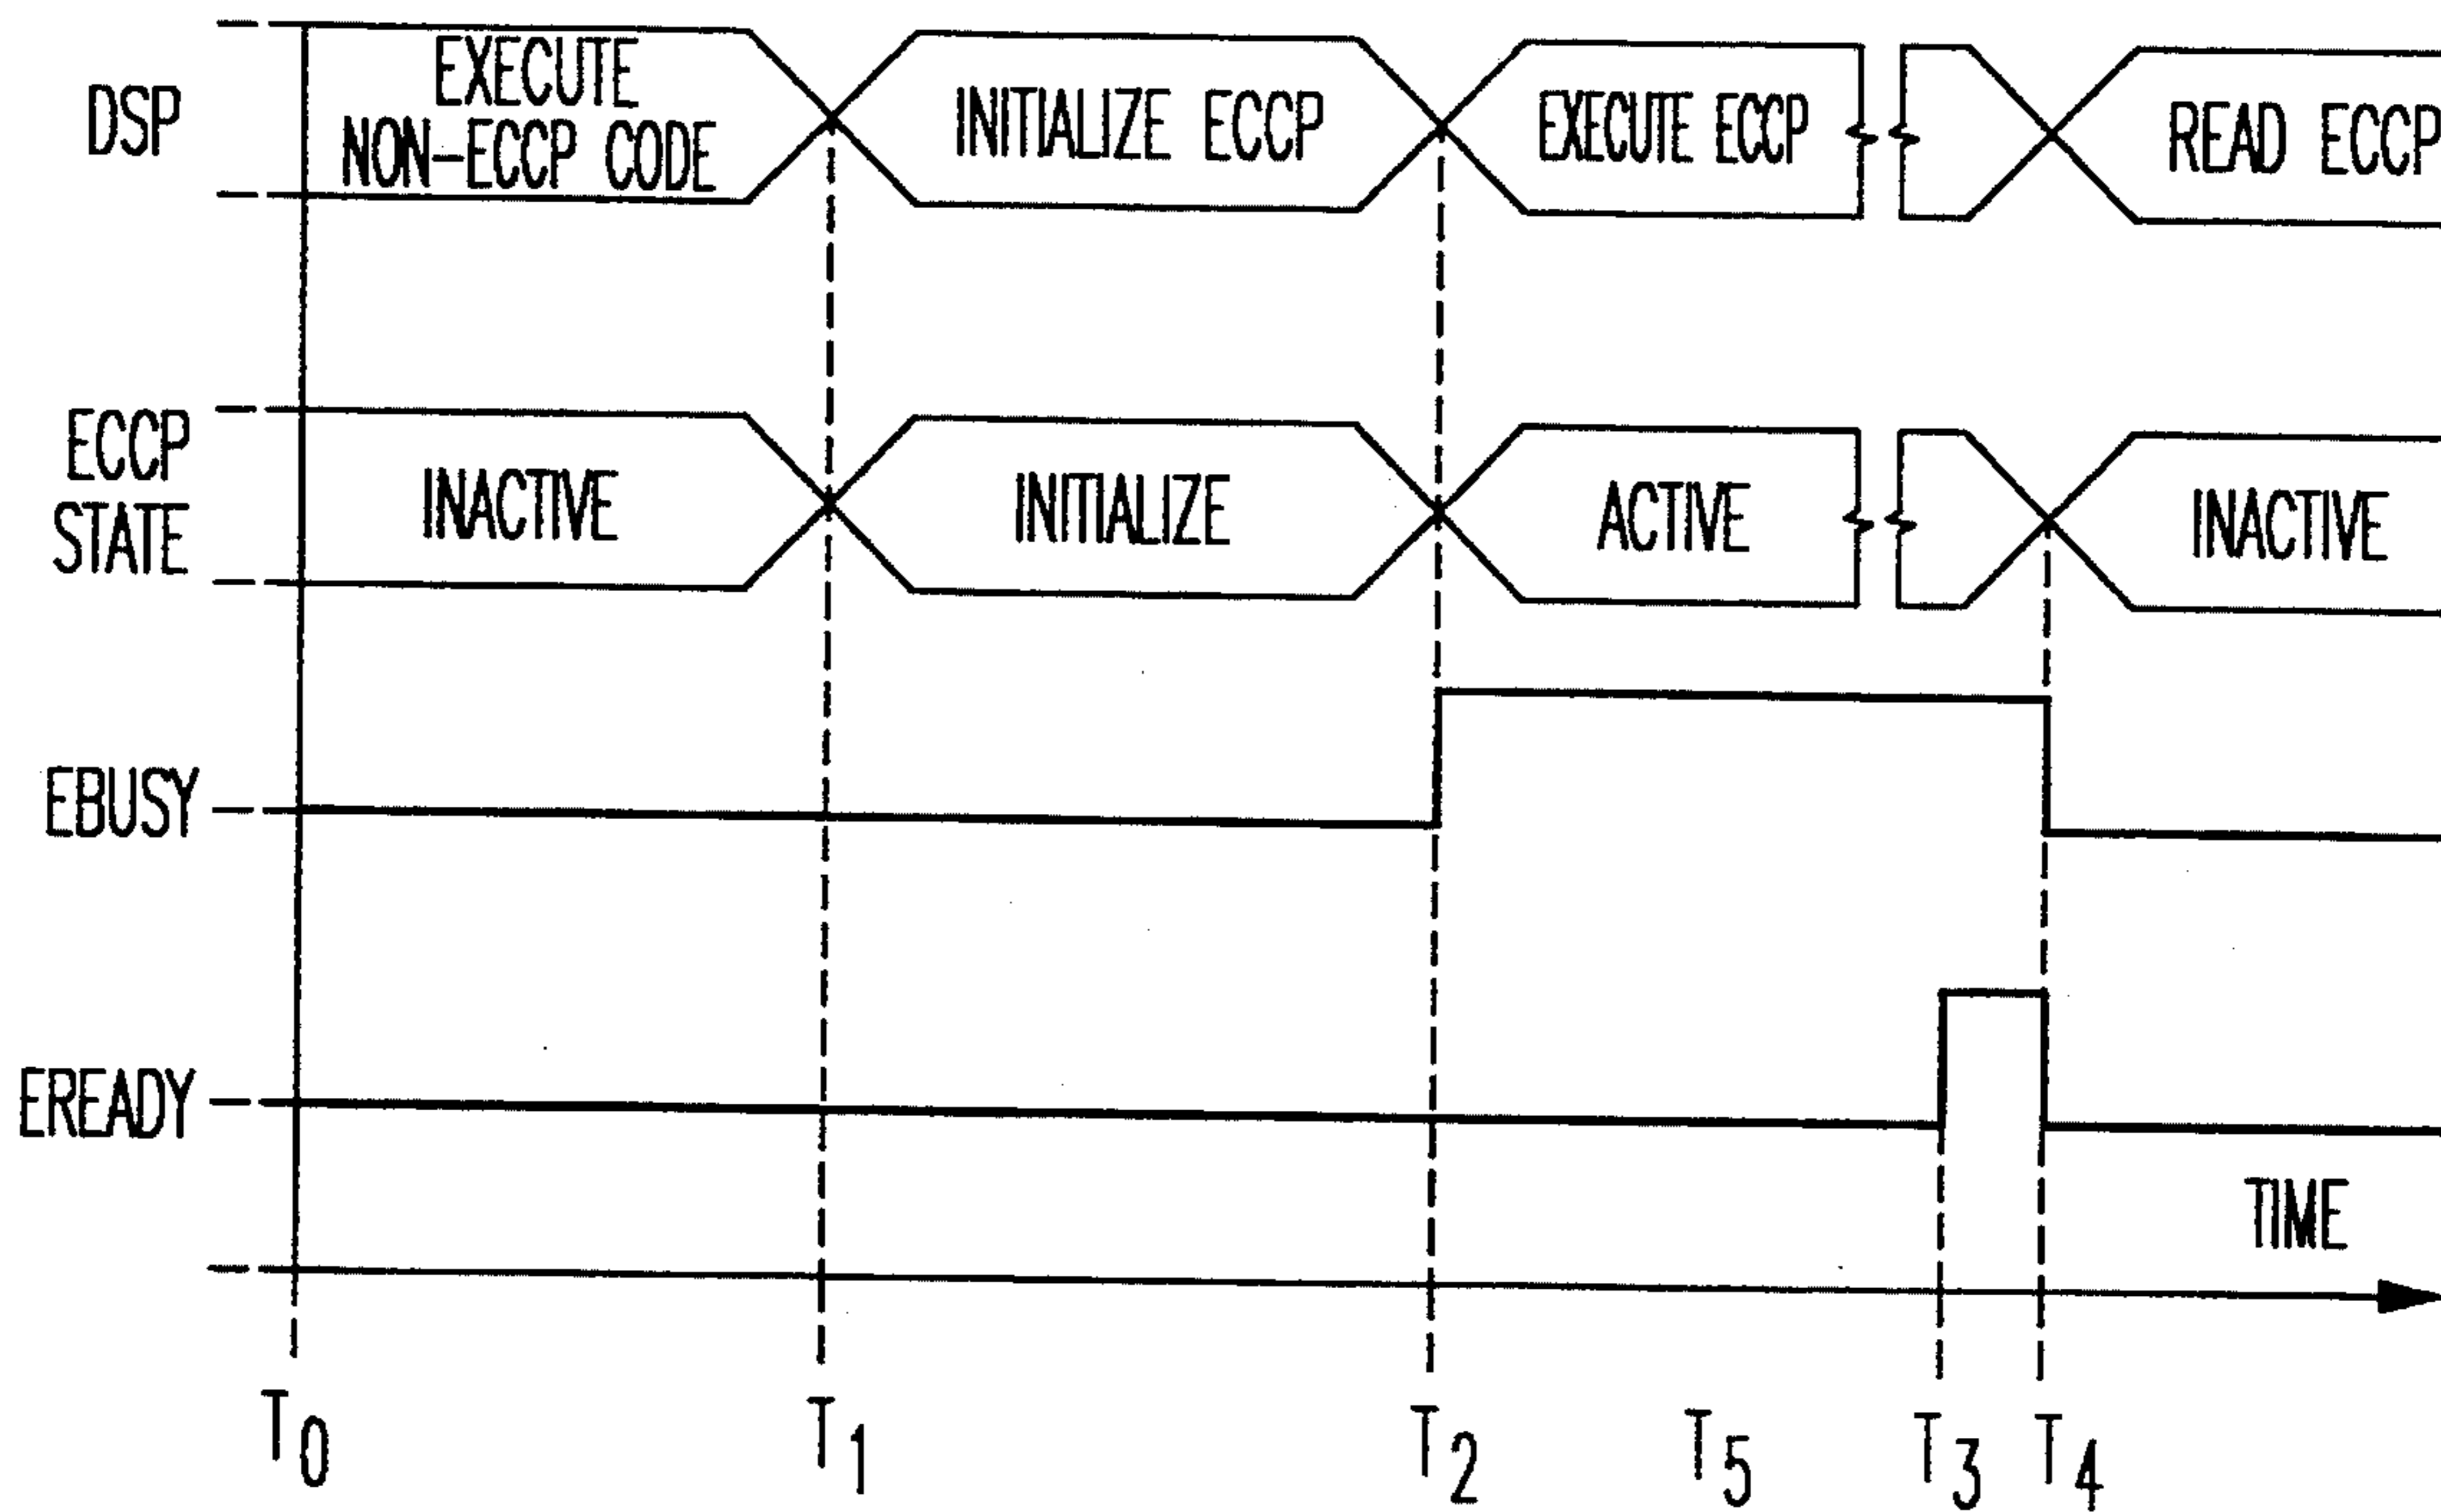 DSP
EXECUTE
NON-ECCP CODE
INITIALIZE ECCP
EXECUTE ECCP
READ ECCP
ECCP
STATE
INACTIVE
INITIALIZE
ACTIVE
INACTIVE
EBUSY
EREADY
TIME
T0
T1
T2
T5
T3
T4